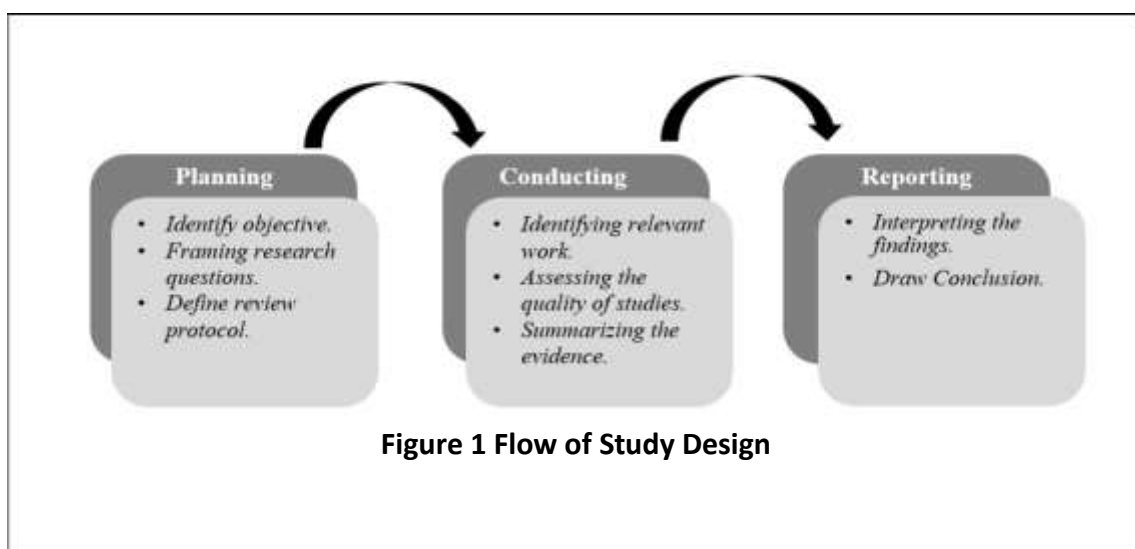 Planning
• Identify objective.
• Framing research
questions.
• Define review
protocol.
Conducting
• Identifying relevant
work.
• Assessing the
quality of studies.
• Summarizing the
evidence.
Reporting
• Interpreting the
findings.
• Draw Conclusion.
Figure 1 Flow of Study Design